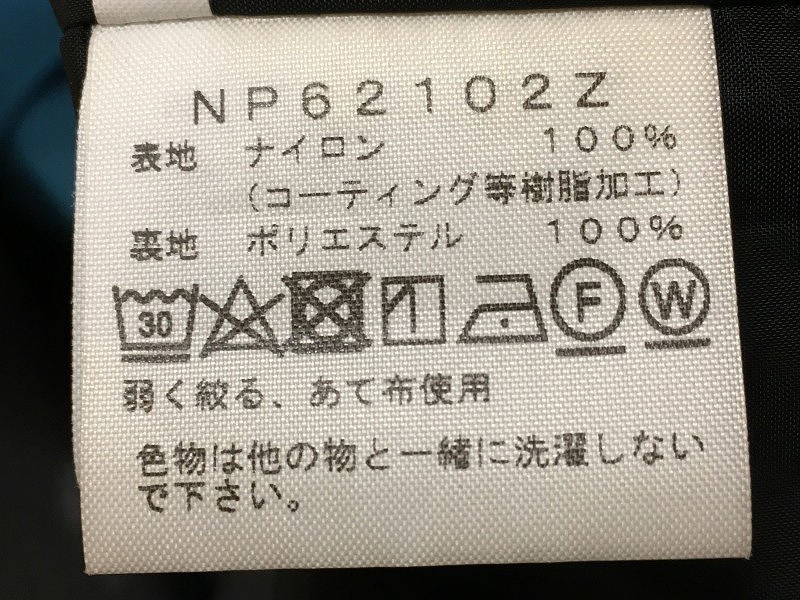 NP62102Z
表地 ナイロン 100%
(コーティング等樹脂加工)
裏地 ポリエステル 100%
30 F W
弱く絞る、あて布使用
色物は他の物と一緒に洗濯しない
で下さい。